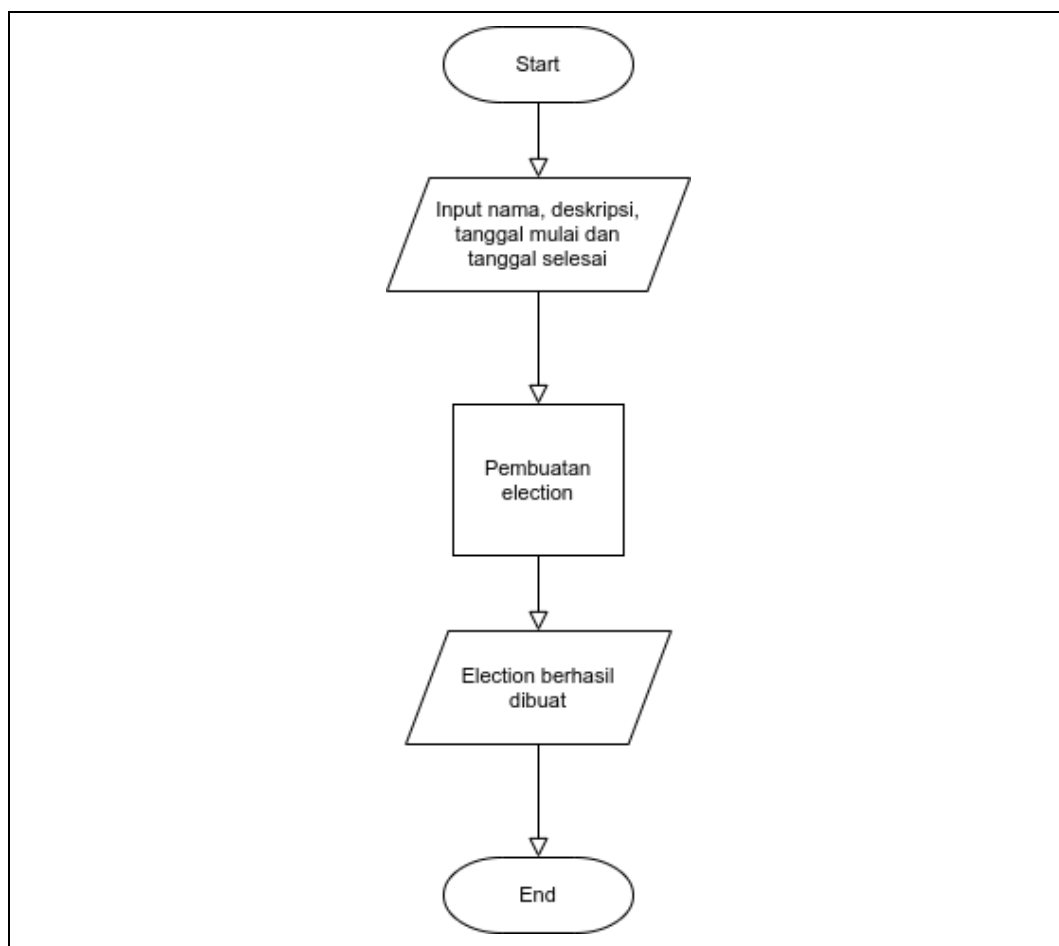 Start
Input nama, deskripsi,
tanggal mulai dan
tanggal selesai
Pembuatan
election
Election berhasil
dibuat
End